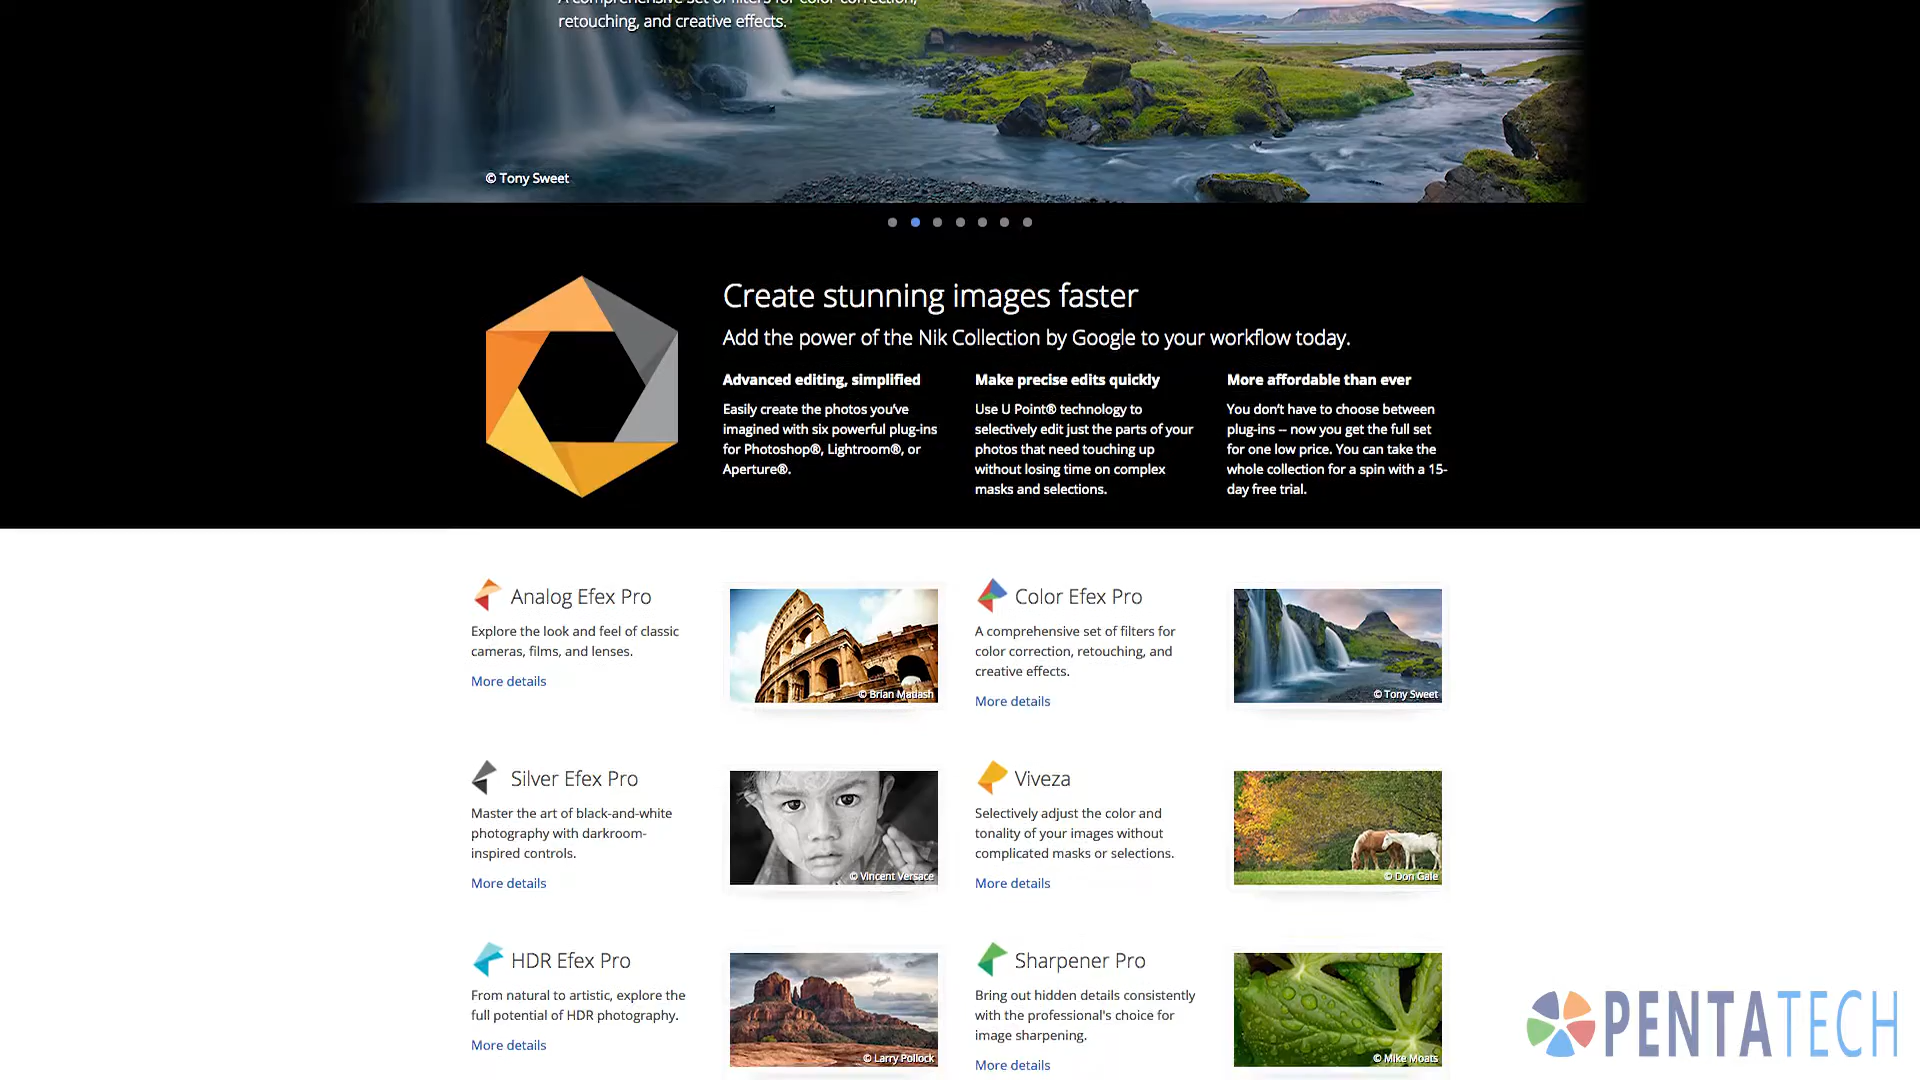 A comprehensive set of filters for color correction,
retouching, and creative effects.
© Tony Sweet
Create stunning images faster
Add the power of the Nik Collection by Google to your workflow today.
Advanced editing, simplified
Easily create the photos you've
imagined with six powerful plug-ins
for Photoshop®, Lightroom®, or
Aperture®.
Make precise edits quickly
Use U Point® technology to
selectively edit just the parts of your
photos that need touching up
without losing time on complex
masks and selections.
More affordable than ever
You don't have to choose between
plug-ins -- now you get the full set
for one low price. You can take the
whole collection for a spin with a 15-
day free trial.
Analog Efex Pro
Explore the look and feel of classic
cameras, films, and lenses.
More details
© Brian Matiash
Color Efex Pro
A comprehensive set of filters for
color correction, retouching, and
creative effects.
More details
© Tony Sweet
Silver Efex Pro
Master the art of black-and-white
photography with darkroom-
inspired controls.
More details
© Vincent Versace
Viveza
Selectively adjust the color and
tonality of your images without
complicated masks or selections.
More details
© Don Gale
HDR Efex Pro
From natural to artistic, explore the
full potential of HDR photography.
More details
© Larry Pollock
Sharpener Pro
Bring out hidden details consistently
with the professional's choice for
image sharpening.
More details
© Mike Moats
PENTATECH